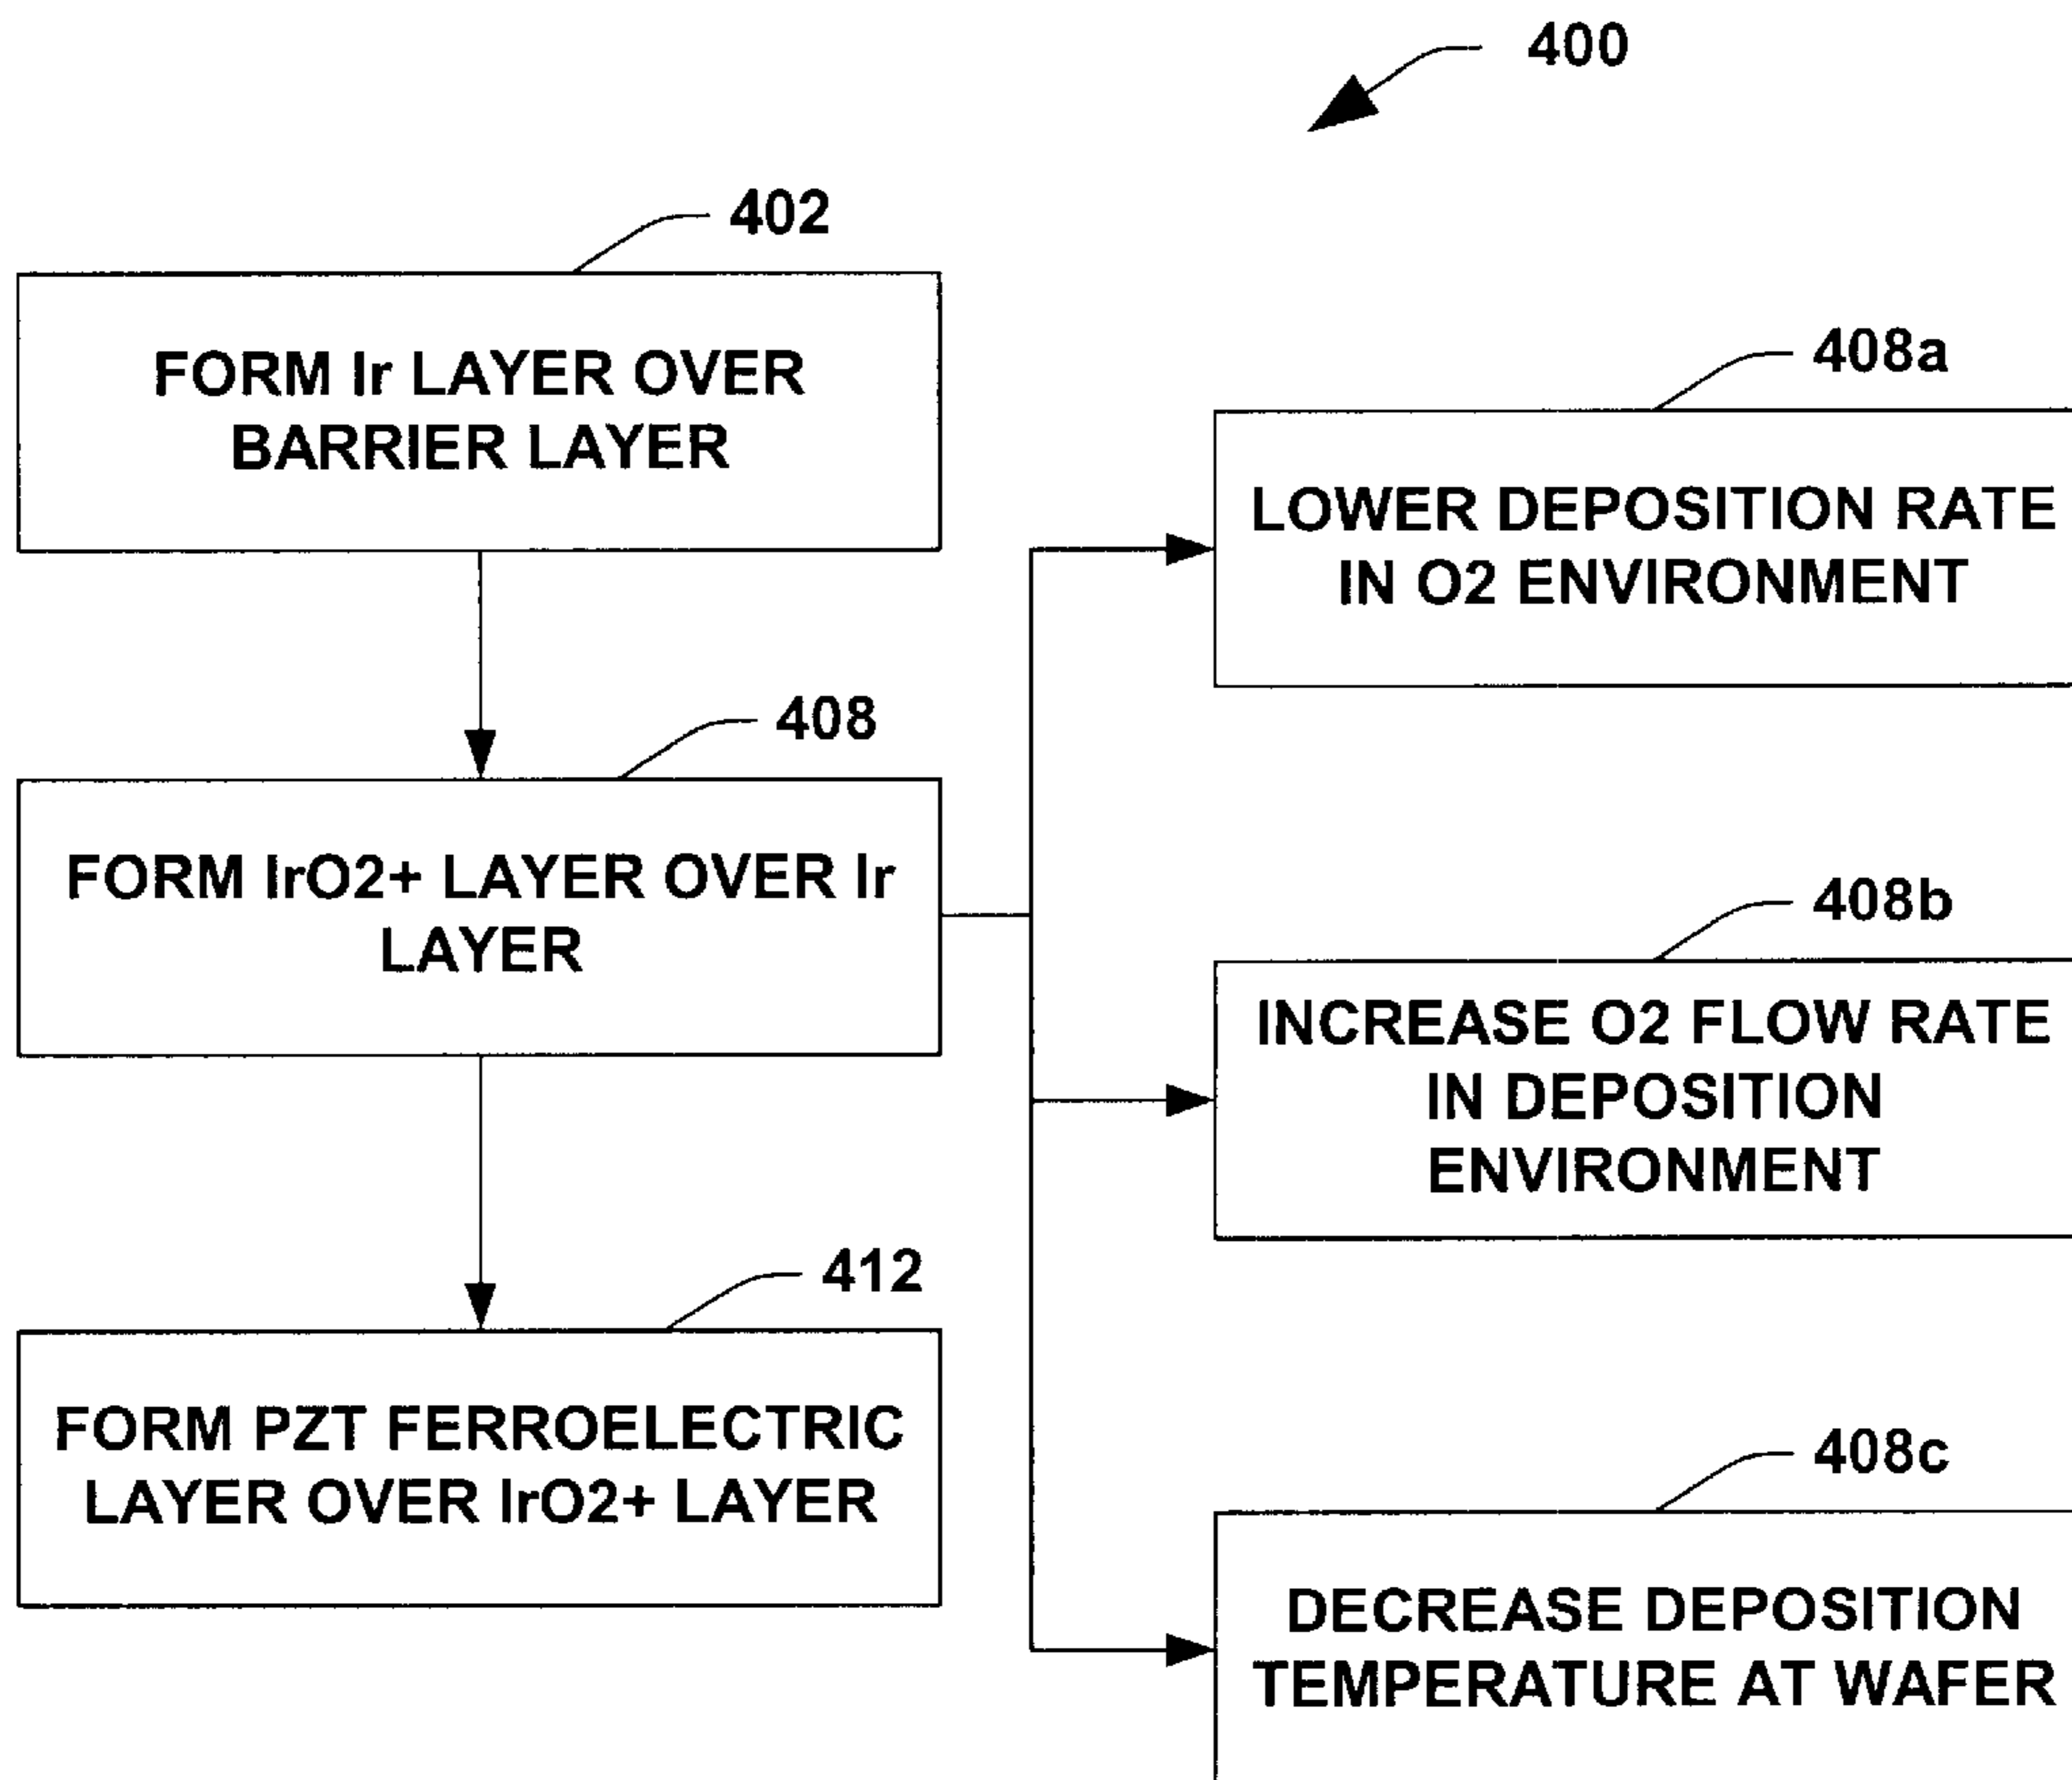 400
402
FORM Ir LAYER OVER
BARRIER LAYER
408
FORM IrO2+ LAYER OVER Ir
LAYER
412
FORM PZT FERROELECTRIC
LAYER OVER IrO2+ LAYER
408a
LOWER DEPOSITION RATE
IN O2 ENVIRONMENT
408b
INCREASE O2 FLOW RATE
IN DEPOSITION
ENVIRONMENT
408c
DECREASE DEPOSITION
TEMPERATURE AT WAFER